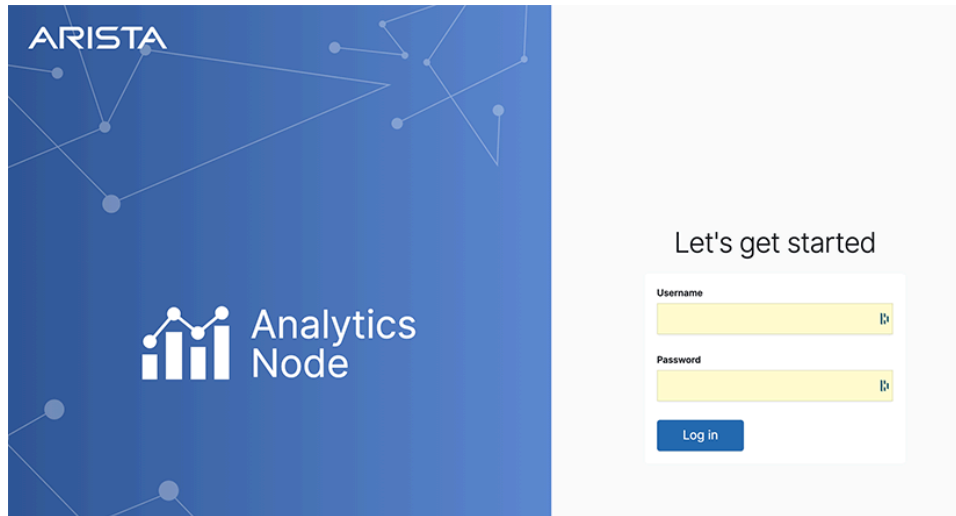 ARISTA
Analytics
Node
Let's get started
Username
Password
Log in